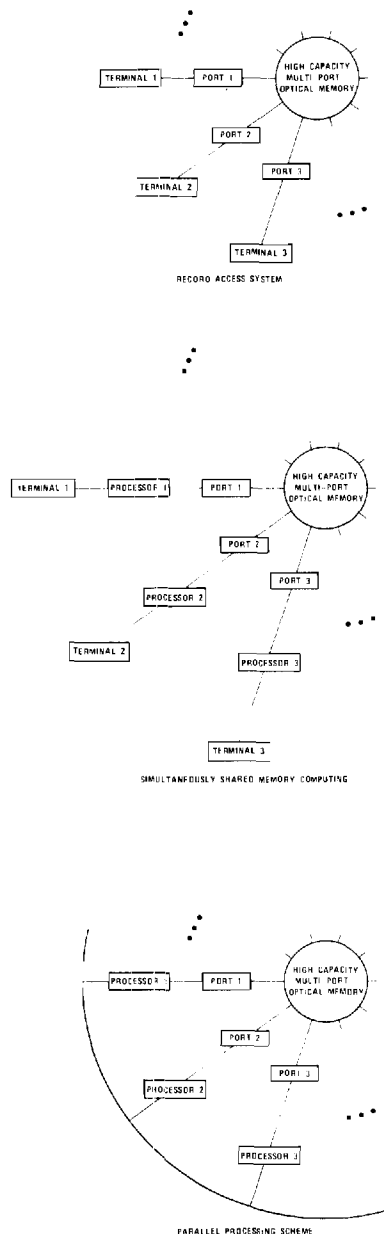 HIGH CAPACITY
MULTI PORT
OPTICAL MEMORY
TERMINAL 1
PORT 1
PORT 2
TERMINAL 2
PORT 3
TERMINAL 3
RECORD ACCESS SYSTEM
HIGH CAPACITY
MULTI-PORT
OPTICAL MEMORY
TERMINAL 1
PROCESSOR 1
PORT 1
PORT 2
PORT 3
PROCESSOR 2
TERMINAL 2
PROCESSOR 3
TERMINAL 3
SIMULTANEOUSLY SHARED MEMORY COMPUTING
HIGH CAPACITY
MULTI PORT
OPTICAL MEMORY
PROCESSOR
PORT 1
PORT 2
PORT 3
PROCESSOR 2
PROCESSOR 3
PARALLEL PROCESSING SCHEME